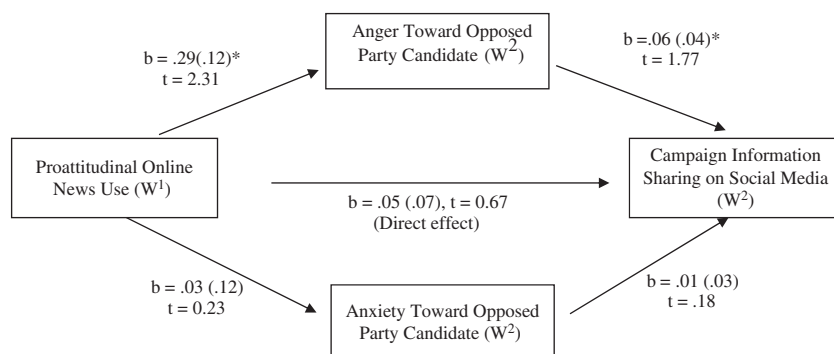 Anger Toward Opposed
Party Candidate (W²)
b = .29(.12)*
t = 2.31
b =.06 (.04)*
t = 1.77
Proattitudinal Online
News Use (W¹)
Campaign Information
Sharing on Social Media
(W²)
b = .05 (.07), t = 0.67
(Direct effect)
b = .03 (.12)
t = 0.23
b = .01 (.03)
t = .18
Anxiety Toward Opposed
Party Candidate (W²)